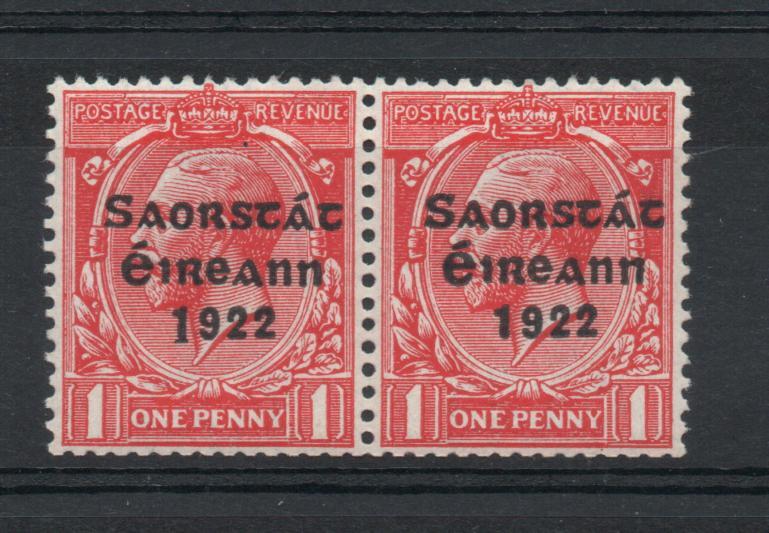 POSTAGE REVENUE
Saorstát
Éireann
1922
1 ONE PENNY 1
POSTAGE REVENUE
Saorstát
Éireann
1922
1 ONE PENNY 1